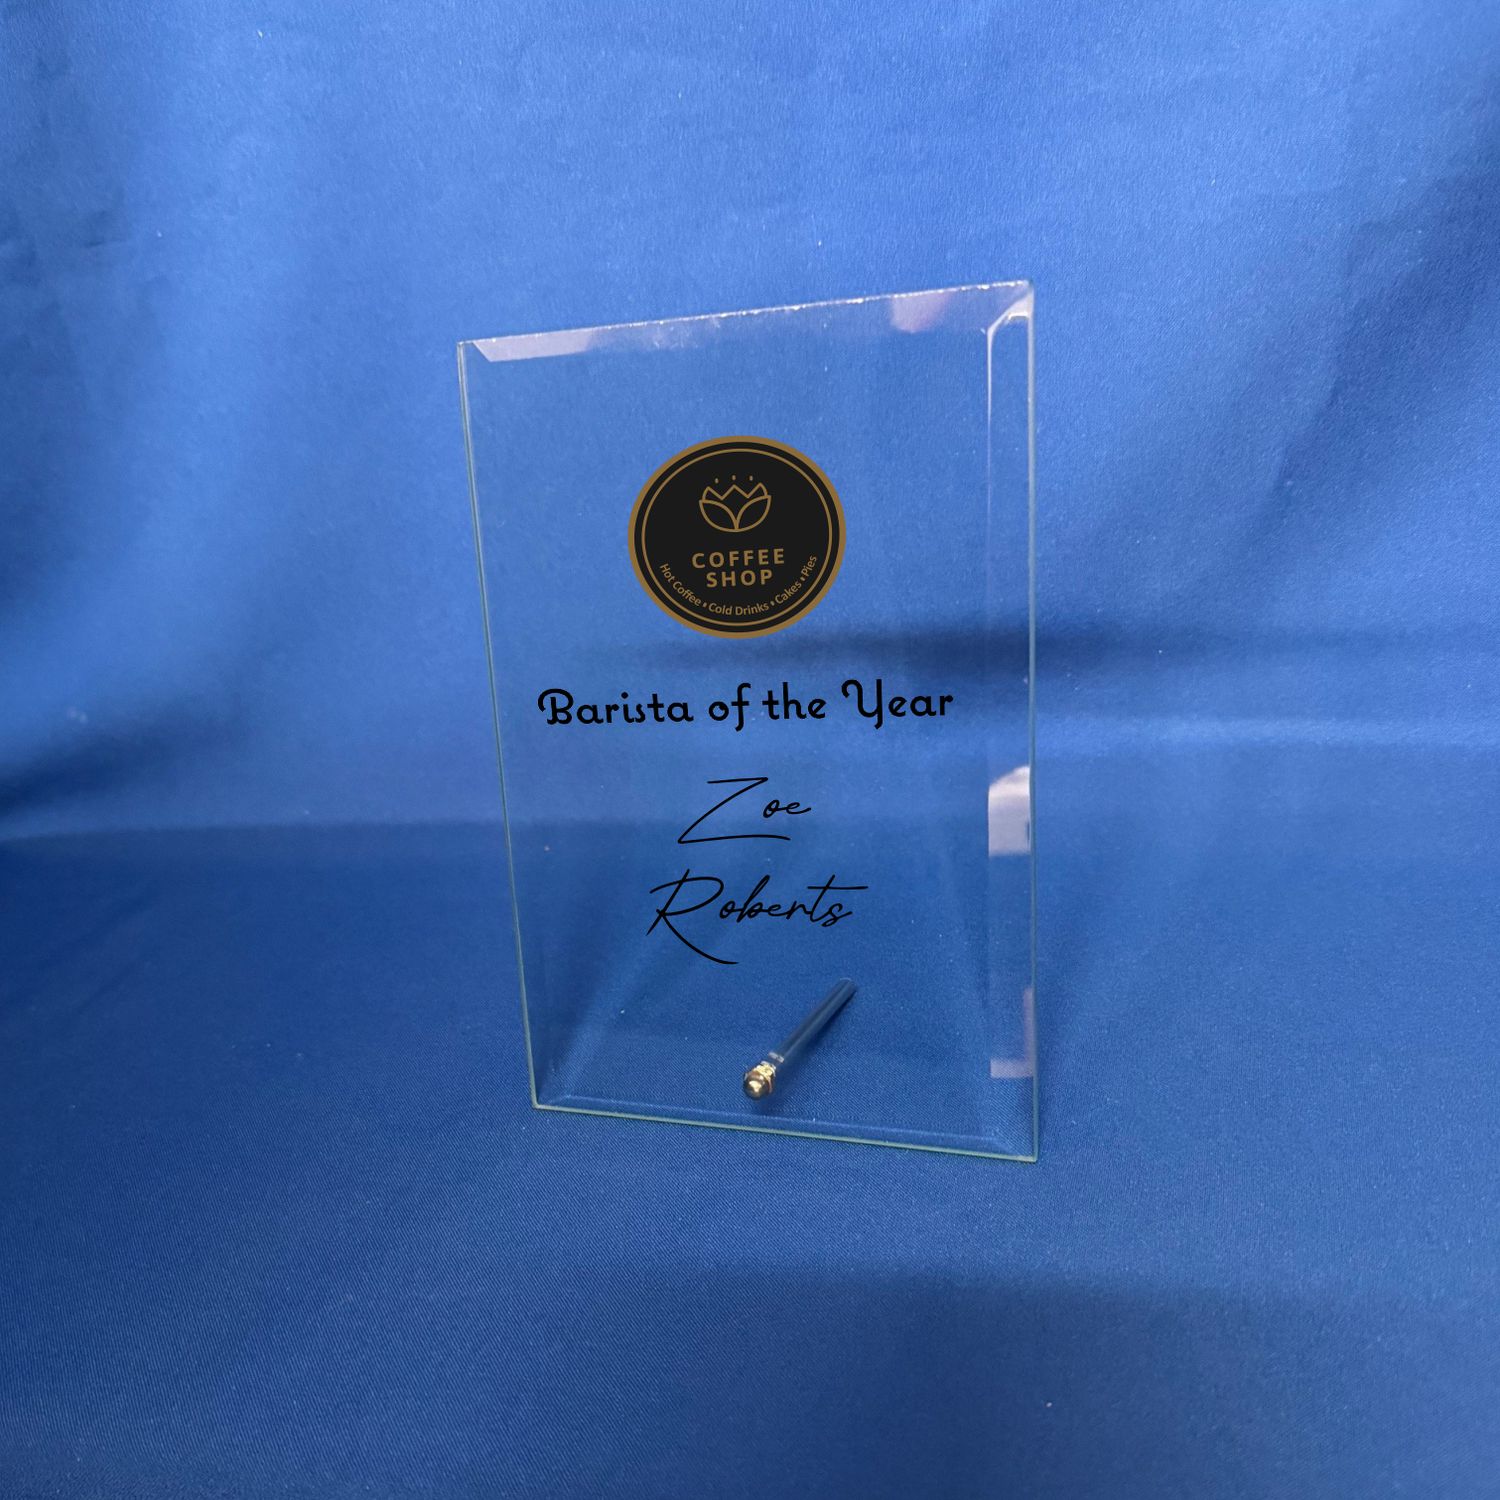 COFFEE
SHOP
Hot Coffee • Cold Drinks • Cakes • Pies
Barista of the Year
Zoe
Roberts